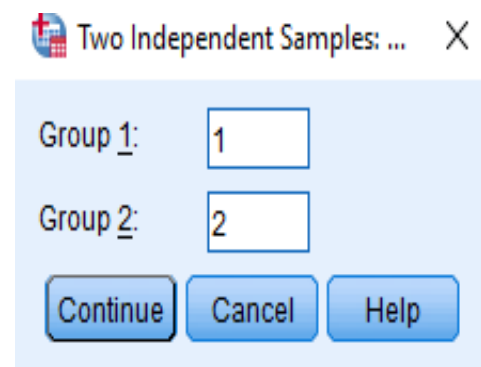 Two Independent Samples: ...
Group 1: 1
Group 2: 2
Continue Cancel Help